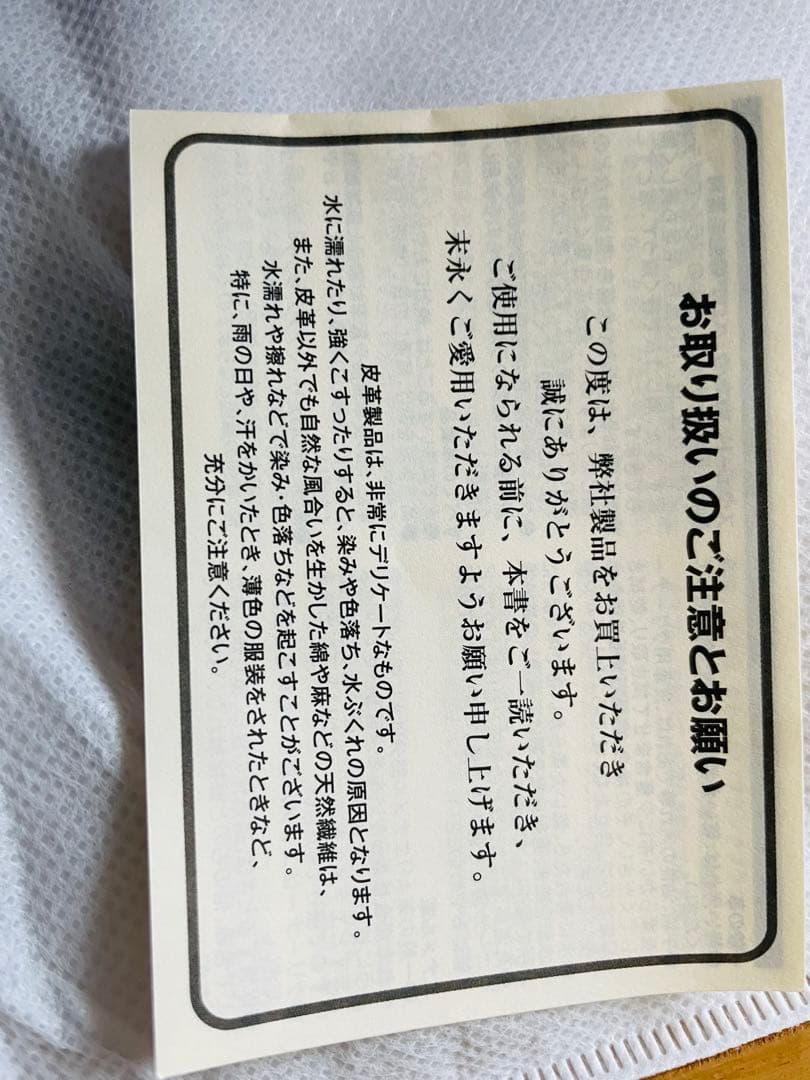 お取り扱いのご注意とお願い
この度は、弊社製品をお買上いただき
誠にありがとうございます。
ご使用になられる前に、本書をご一読いただき、
末永くご愛用いただきますようお願い申し上げます。
皮革製品は、非常にデリケートなものです。
水に濡れたり、強くこすったりすると、染みや色落ち、水ぶくれの原因となります。
また、皮革以外でも自然な風合いを生かした綿や麻などの天然繊維は、
水濡れや擦れなどで染み・色落ちなどを起こすことがございます。
特に、雨の日や、汗をかいたとき、薄色の服装をされたときなど、
充分にご注意ください。